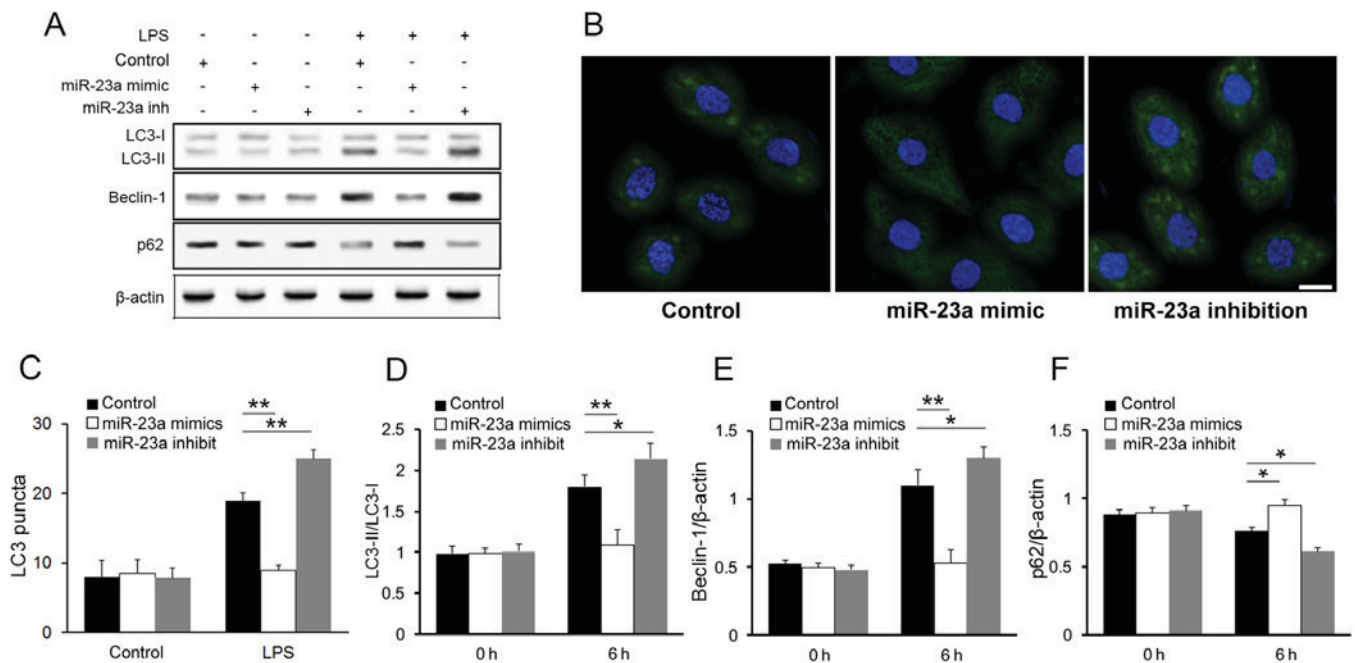 A
LPS - - - + + +
Control + - - + - -
miR-23a mimic - + - - + -
miR-23a inh - - + - - +
LC3-I
LC3-II
Beclin-1
p62
β-actin
B
Control
miR-23a mimic
miR-23a inhibition
C
Control
miR-23a mimics
miR-23a inhibit
**
**
LC3 puncta
30
20
10
0
Control
LPS
D
Control
miR-23a mimics
miR-23a inhibit
**
*
LC3-II/LC3-I
2.5
2
1.5
1
0.5
0
0 h
6 h
E
Control
miR-23a mimics
miR-23a inhibit
**
*
Beclin-1/β-actin
1.5
1
0.5
0
0 h
6 h
F
Control
miR-23a mimics
miR-23a inhibit
*
*
p62/β-actin
1.5
1
0.5
0
0 h
6 h